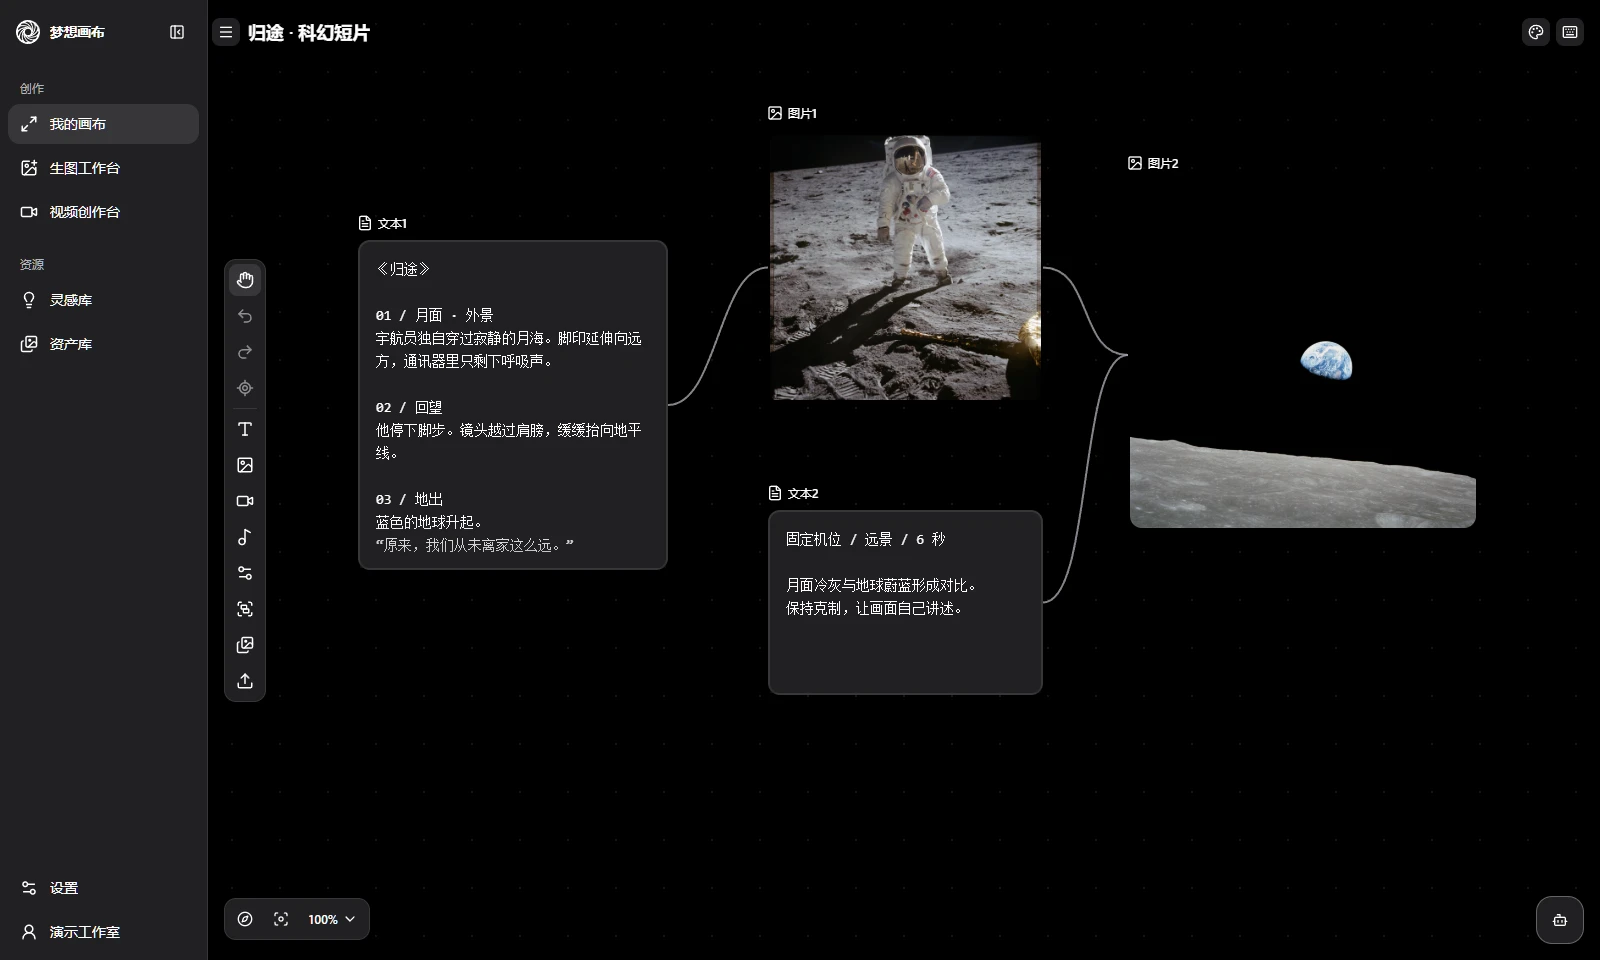 梦想画布
创作
我的画布
生图工作台
视频创作台
资源
灵感库
资产库
设置
演示工作室
归途 · 科幻短片
文本1
《归途》
01 / 月面 · 外景
宇航员独自穿过寂静的月海。脚印延伸向远
方，通讯器里只剩下呼吸声。
02 / 回望
他停下脚步。镜头越过肩膀，缓缓抬向地平
线。
03 / 地出
蓝色的地球升起。
“原来，我们从未离家这么远。”
图片1
文本2
固定机位 / 远景 / 6 秒
月面冷灰与地球蔚蓝形成对比。
保持克制，让画面自己讲述。
图片2
100%